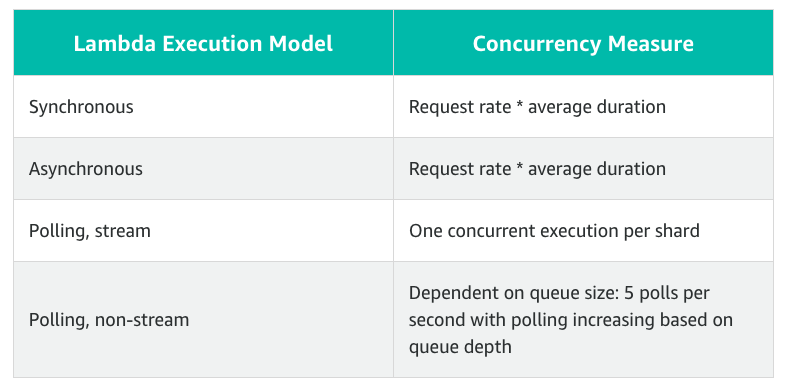 Lambda Execution Model
Concurrency Measure
Synchronous
Request rate * average duration
Asynchronous
Request rate * average duration
Polling, stream
One concurrent execution per shard
Polling, non-stream
Dependent on queue size: 5 polls per
second with polling increasing based on
queue depth